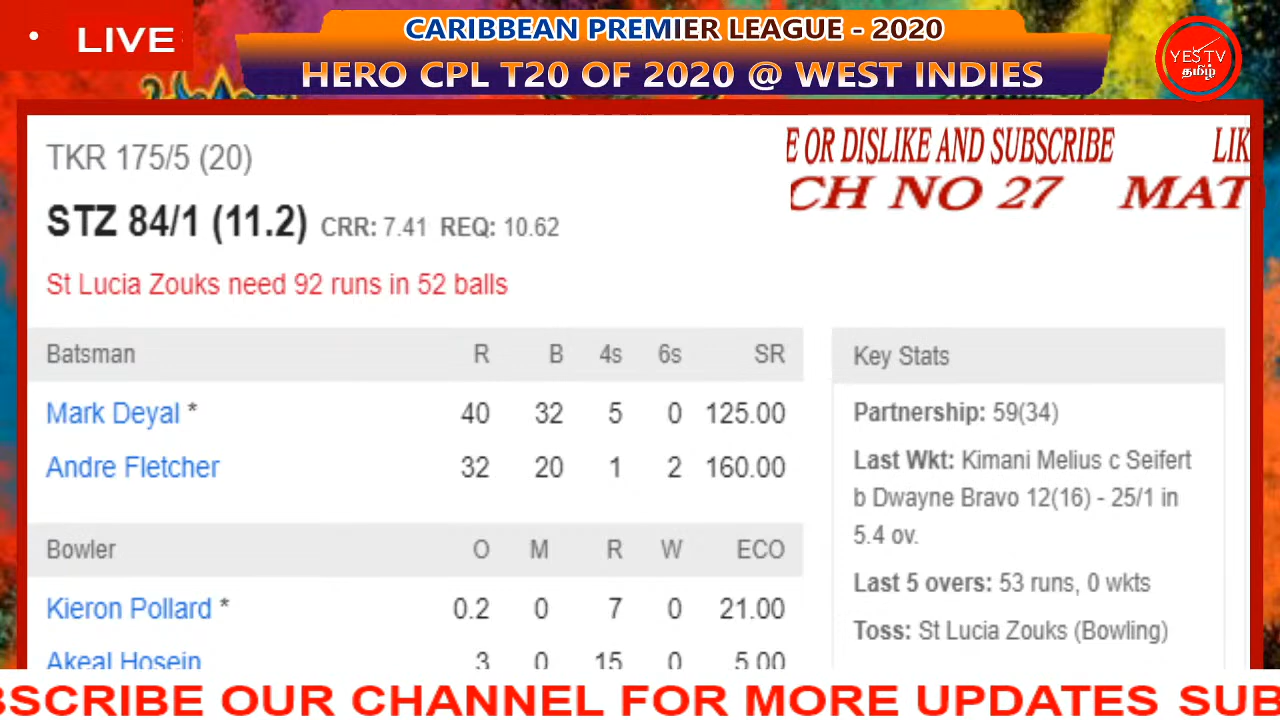 LIVE
CARIBBEAN PREMIER LEAGUE - 2020
HERO CPL T20 OF 2020 @ WEST INDIES
YES TV
தமிழ்
E OR DISLIKE AND SUBSCRIBE LIK
CH NO 27 MAT
TKR 175/5 (20)
STZ 84/1 (11.2) CRR: 7.41 REQ: 10.62
St Lucia Zouks need 92 runs in 52 balls
Batsman R B 4s 6s SR
Mark Deyal * 40 32 5 0 125.00
Andre Fletcher 32 20 1 2 160.00
Bowler O M R W ECO
Kieron Pollard * 0.2 0 7 0 21.00
Akeal Hosein 3 0 15 0 5.00
Key Stats
Partnership: 59(34)
Last Wkt: Kimani Melius c Seifert
b Dwayne Bravo 12(16) - 25/1 in
5.4 ov.
Last 5 overs: 53 runs, 0 wkts
Toss: St Lucia Zouks (Bowling)
BSCRIBE OUR CHANNEL FOR MORE UPDATES SUB